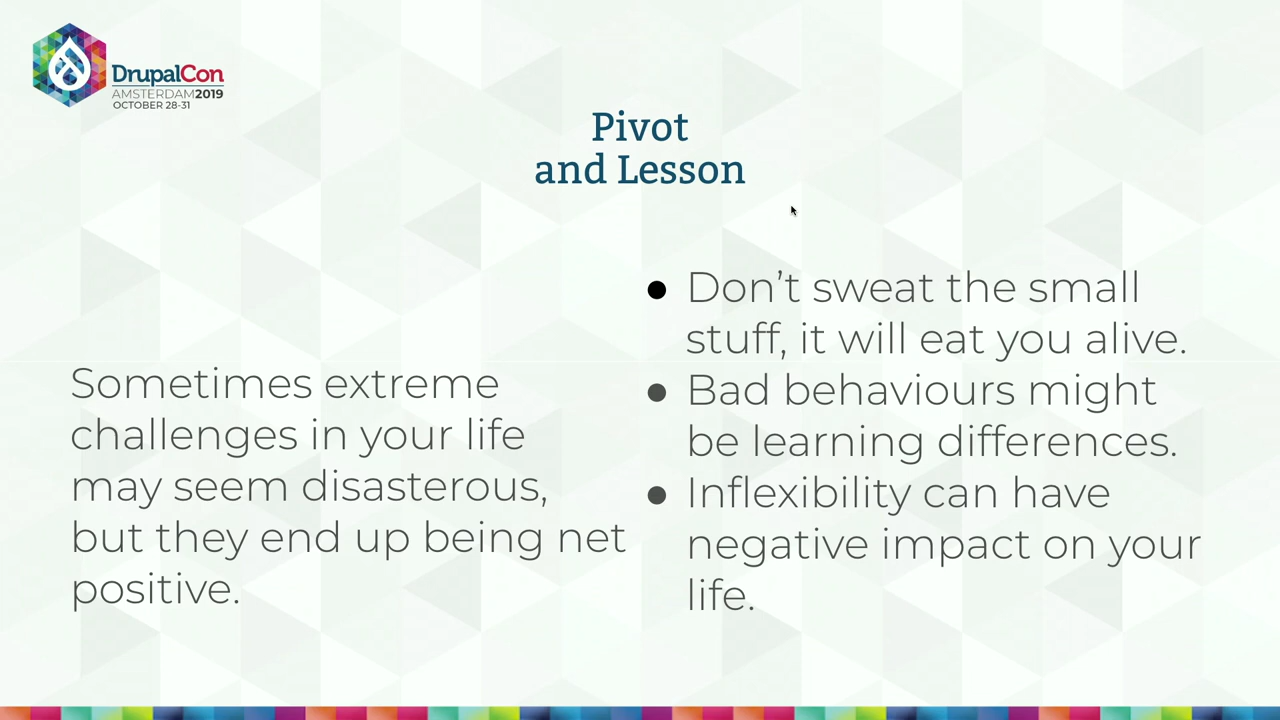 DrupalCon
AMSTERDAM2019
OCTOBER 28-31
Pivot
and Lesson
Sometimes extreme
challenges in your life
may seem disasterous,
but they end up being net
positive.
● Don’t sweat the small
stuff, it will eat you alive.
● Bad behaviours might
be learning differences.
● Inflexibility can have
negative impact on your
life.